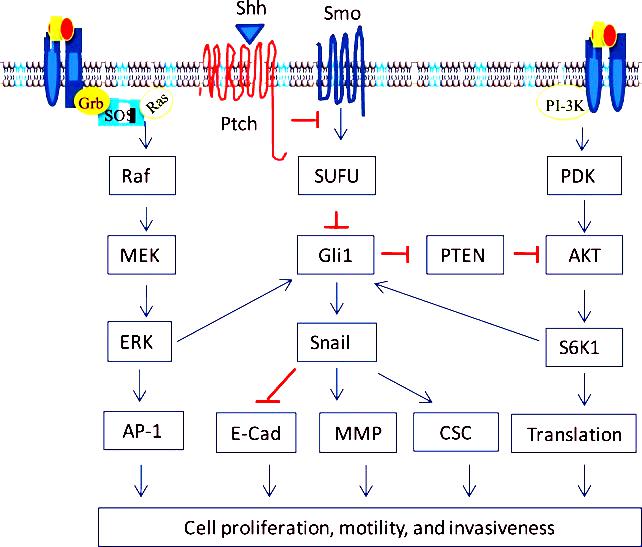 Shh
Smo
Grb
SOS
Ras
Ptch
PI-3K
Raf
SUFU
PDK
MEK
Gli1
PTEN
AKT
ERK
Snail
S6K1
AP-1
E-Cad
MMP
CSC
Translation
Cell proliferation, motility, and invasiveness